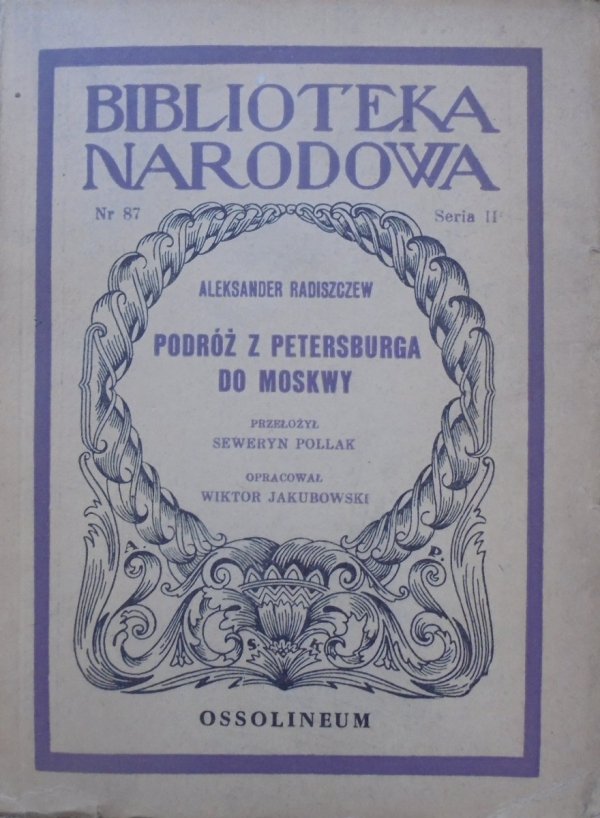 BIBLIOTEKA
NARODOWA
Nr 87 Seria II
ALEKSANDER RADISZCZEW
PODRÓŻ Z PETERSBURGA
DO MOSKWY
PRZEŁOŻYŁ
SEWERYN POLLAK
OPRACOWAŁ
WIKTOR JAKUBOWSKI
A. P.
S. K.
OSSOLINEUM